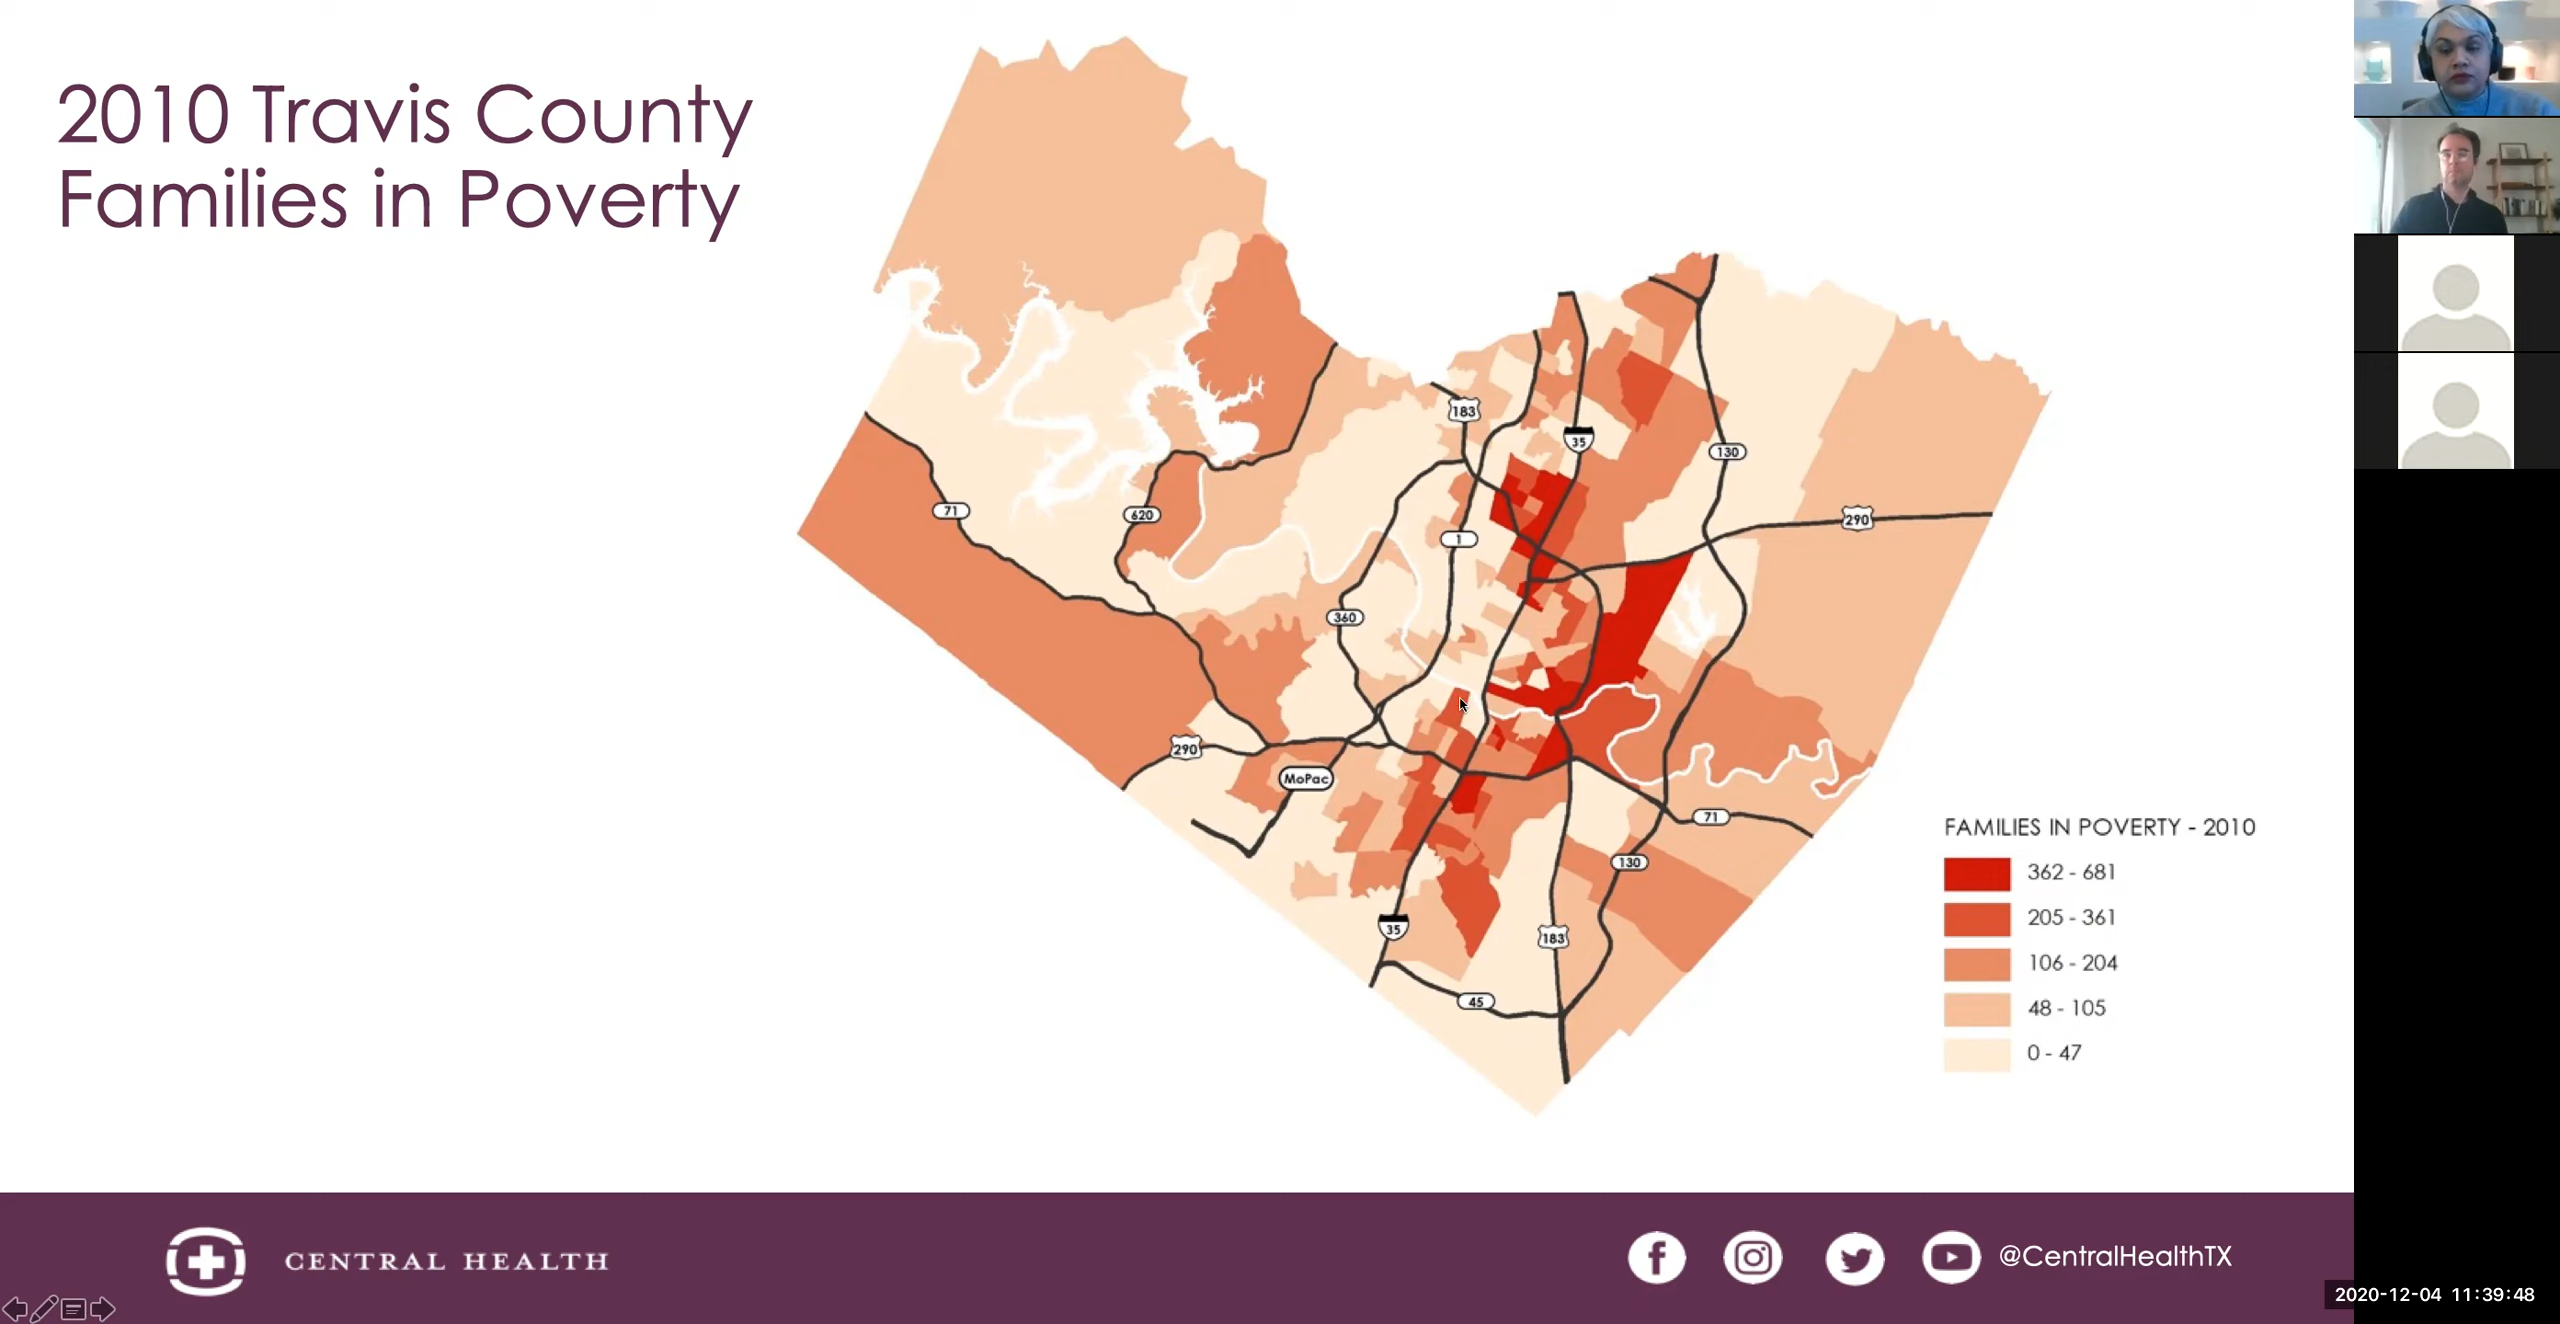 2010 Travis County
Families in Poverty
183
35
130
290
71
620
1
360
290
MoPac
71
130
35
183
45
FAMILIES IN POVERTY - 2010
362 - 681
205 - 361
106 - 204
48 - 105
0 - 47
CENTRAL HEALTH
@CentralHealthTX
2020-12-04 11:39:48